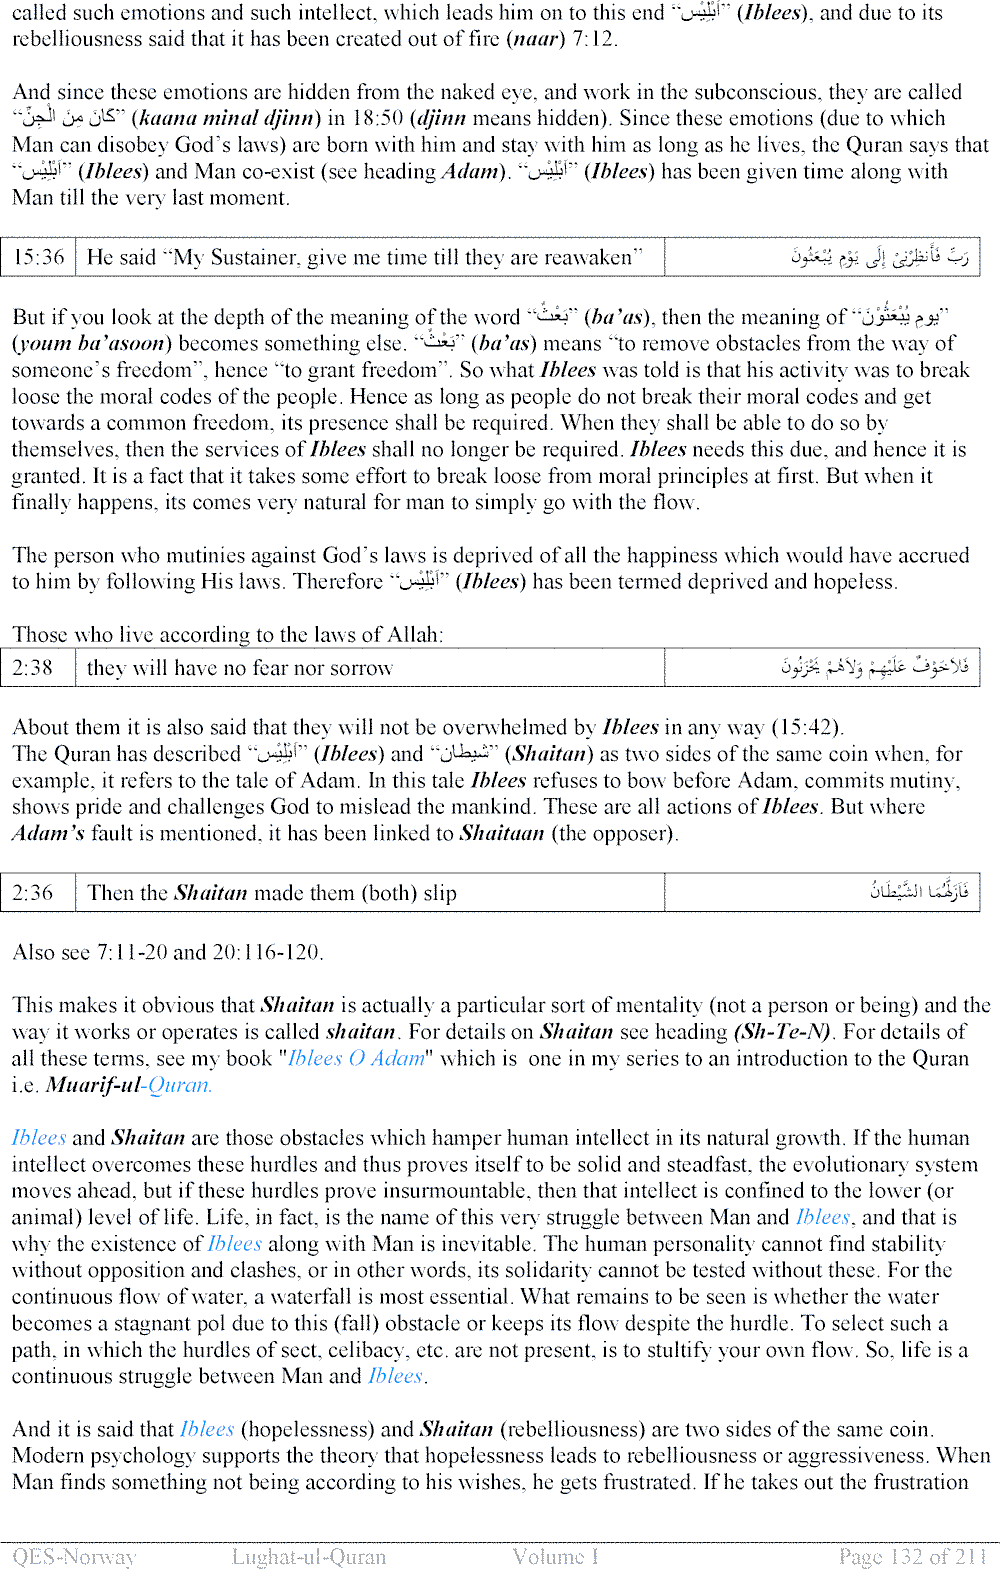 called such emotions and such intellect, which leads him on to this end “اَبْلِیْس” (Iblees), and due to its
rebelliousness said that it has been created out of fire (naar) 7:12.
And since these emotions are hidden from the naked eye, and work in the subconscious, they are called
“کَانَ مِنَ الْجِنِّ” (kaana minal djinn) in 18:50 (djinn means hidden). Since these emotions (due to which
Man can disobey God’s laws) are born with him and stay with him as long as he lives, the Quran says that
“اَبْلِیْس” (Iblees) and Man co-exist (see heading Adam). “اَبْلِیْس” (Iblees) has been given time along with
Man till the very last moment.
15:36 He said “My Sustainer, give me time till they are reawaken” رَبِّ فَأَنظِرْنِیْ إِلَی یَوْمِ یُبْعَثُونَ
But if you look at the depth of the meaning of the word “بَعْثٌ” (ba’as), then the meaning of “یوم یُبْعَثُوْنَ”
(youm ba’asoon) becomes something else. “بَعْثٌ” (ba’as) means “to remove obstacles from the way of
someone’s freedom”, hence “to grant freedom”. So what Iblees was told is that his activity was to break
loose the moral codes of the people. Hence as long as people do not break their moral codes and get
towards a common freedom, its presence shall be required. When they shall be able to do so by
themselves, then the services of Iblees shall no longer be required. Iblees needs this due, and hence it is
granted. It is a fact that it takes some effort to break loose from moral principles at first. But when it
finally happens, its comes very natural for man to simply go with the flow.
The person who mutinies against God’s laws is deprived of all the happiness which would have accrued
to him by following His laws. Therefore “اَبْلِیْس” (Iblees) has been termed deprived and hopeless.
Those who live according to the laws of Allah:
2:38 they will have no fear nor sorrow فَلاَخَوْفٌ عَلَیْهِمْ وَلاَهُمْ یَحْزَنُونَ
About them it is also said that they will not be overwhelmed by Iblees in any way (15:42).
The Quran has described “اَبْلِیْس” (Iblees) and “شیطان” (Shaitan) as two sides of the same coin when, for
example, it refers to the tale of Adam. In this tale Iblees refuses to bow before Adam, commits mutiny,
shows pride and challenges God to mislead the mankind. These are all actions of Iblees. But where
Adam’s fault is mentioned, it has been linked to Shaitaan (the opposer).
2:36 Then the Shaitan made them (both) slip فَأَزَلَّهُمَا الشَّیْطَانُ
Also see 7:11-20 and 20:116-120.
This makes it obvious that Shaitan is actually a particular sort of mentality (not a person or being) and the
way it works or operates is called shaitan. For details on Shaitan see heading (Sh-Te-N). For details of
all these terms, see my book "Iblees O Adam" which is one in my series to an introduction to the Quran
i.e. Muarif-ul-Quran.
Iblees and Shaitan are those obstacles which hamper human intellect in its natural growth. If the human
intellect overcomes these hurdles and thus proves itself to be solid and steadfast, the evolutionary system
moves ahead, but if these hurdles prove insurmountable, then that intellect is confined to the lower (or
animal) level of life. Life, in fact, is the name of this very struggle between Man and Iblees, and that is
why the existence of Iblees along with Man is inevitable. The human personality cannot find stability
without opposition and clashes, or in other words, its solidarity cannot be tested without these. For the
continuous flow of water, a waterfall is most essential. What remains to be seen is whether the water
becomes a stagnant pol due to this (fall) obstacle or keeps its flow despite the hurdle. To select such a
path, in which the hurdles of sect, celibacy, etc. are not present, is to stultify your own flow. So, life is a
continuous struggle between Man and Iblees.
And it is said that Iblees (hopelessness) and Shaitan (rebelliousness) are two sides of the same coin.
Modern psychology supports the theory that hopelessness leads to rebelliousness or aggressiveness. When
Man finds something not being according to his wishes, he gets frustrated. If he takes out the frustration
QES-Norway Lughat-ul-Quran Volume I Page 132 of 211